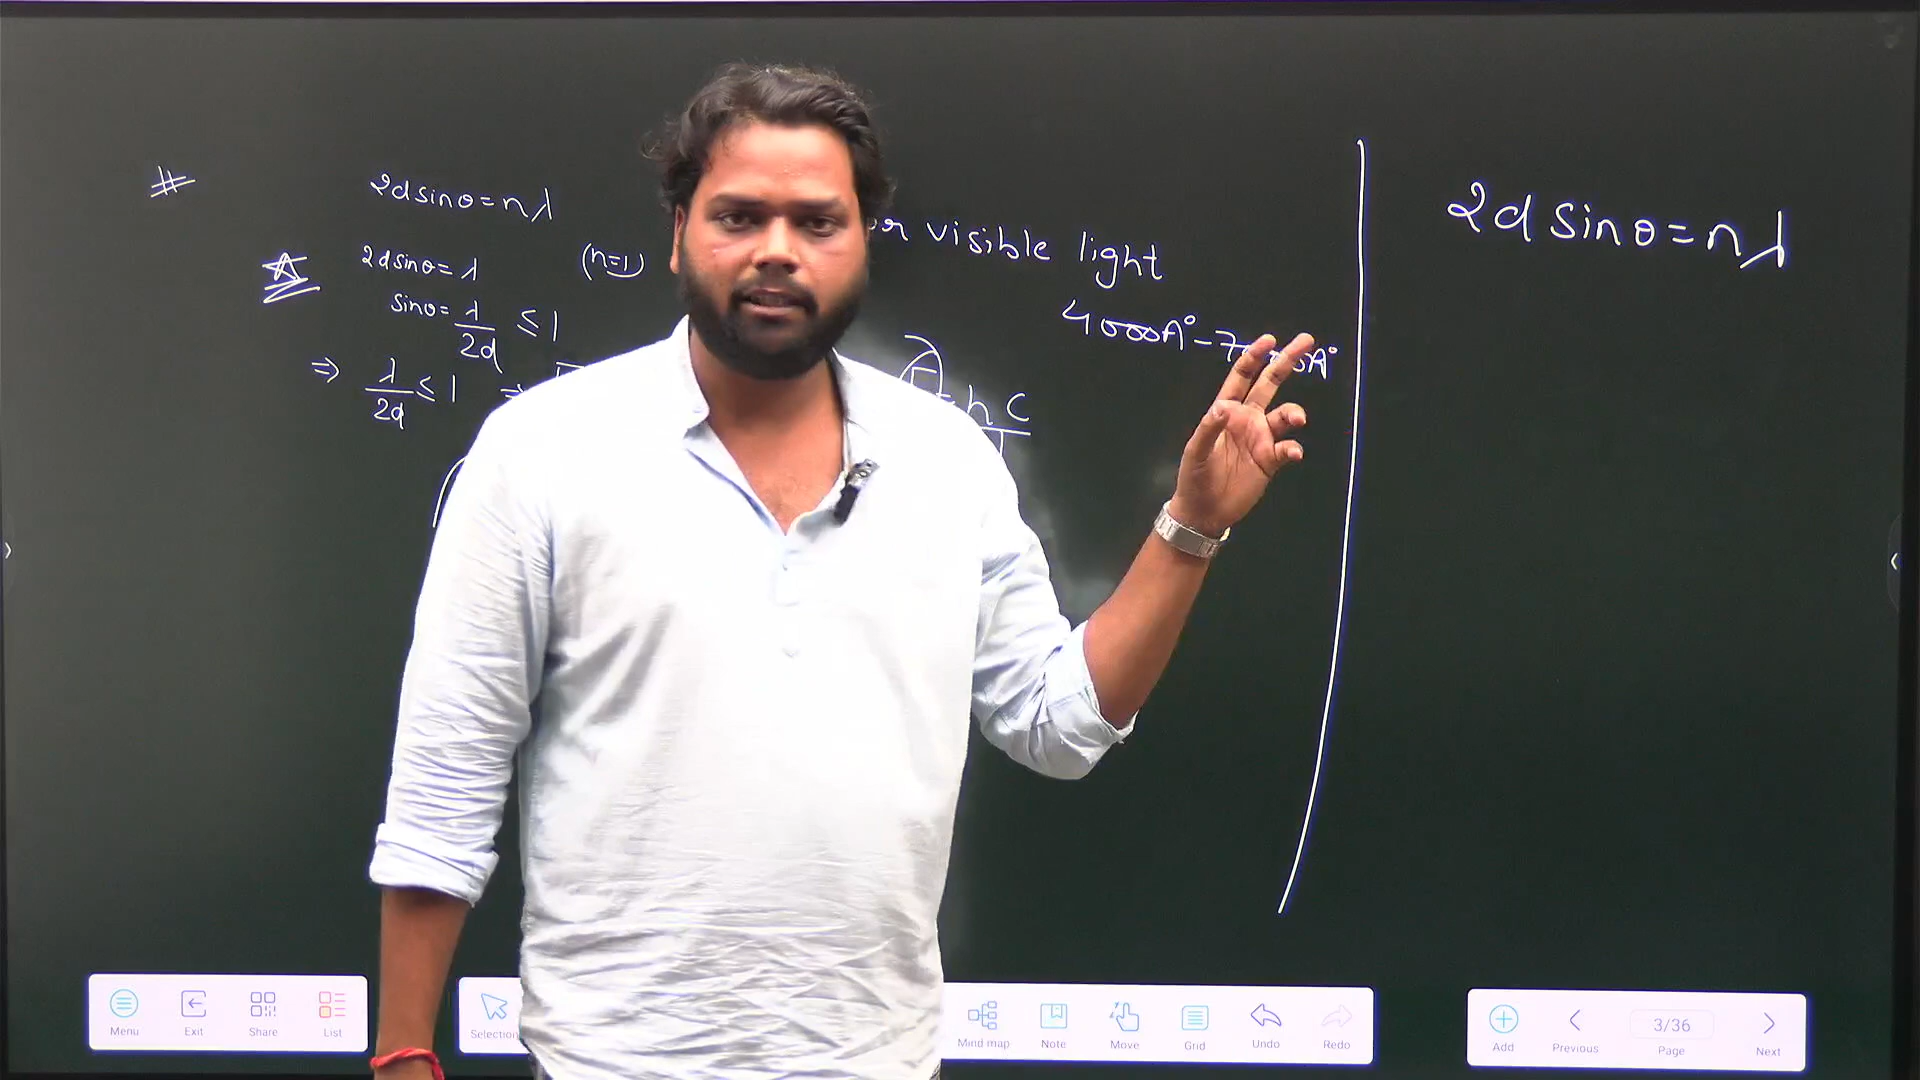 #
2d sinθ = nλ
2d sinθ = λ (n=1)
sinθ = λ/2d ≤ 1
⇒ λ/2d ≤ 1 ⇒
visible light
4000A° - 7
hc
2d sinθ = nλ
Menu
Exit
Share
List
Selection
Mind map
Note
Move
Grid
Undo
Redo
Add
Previous
3/36
Page
Next